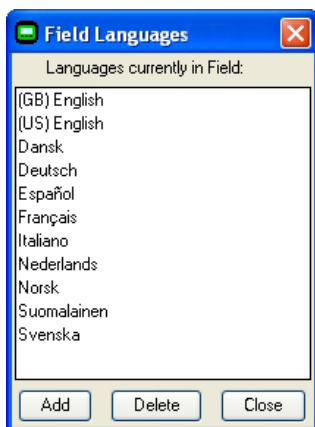 Field Languages
Languages currently in Field:
(GB) English
(US) English
Dansk
Deutsch
Español
Français
Italiano
Nederlands
Norsk
Suomalainen
Svenska
Add Delete Close